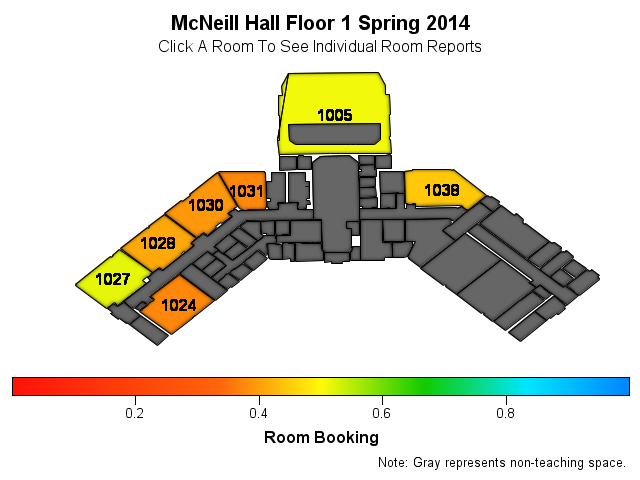 McNeill Hall Floor 1 Spring 2014
Click A Room To See Individual Room Reports
1005
1031
1038
1030
1028
1027
1024
0.2 0.4 0.6 0.8
Room Booking
Note: Gray represents non-teaching space.